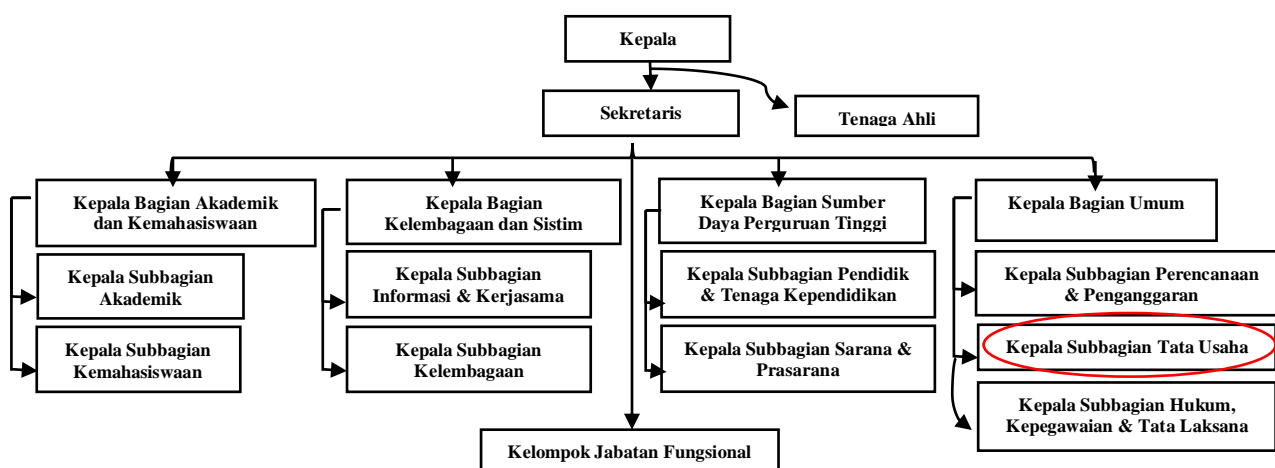 Kepala
Sekretaris
Tenaga Ahli
Kepala Bagian Akademik
dan Kemahasiswaan
Kepala Bagian
Kelembagaan dan Sistim
Kepala Bagian Sumber
Daya Perguruan Tinggi
Kepala Bagian Umum
Kepala Subbagian
Akademik
Kepala Subbagian
Informasi & Kerjasama
Kepala Subbagian Pendidik
& Tenaga Kependidikan
Kepala Subbagian Perencanaan
& Penganggaran
Kepala Subbagian
Kemahasiswaan
Kepala Subbagian
Kelembagaan
Kepala Subbagian Sarana &
Prasarana
Kepala Subbagian Tata Usaha
Kepala Subbagian Hukum,
Kepegawaian & Tata Laksana
Kelompok Jabatan Fungsional